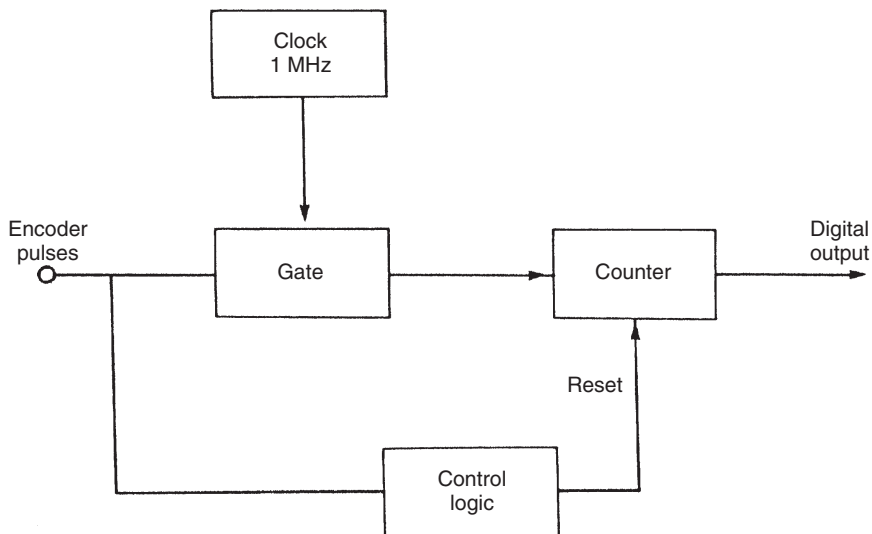 Clock
1 MHz
Encoder
pulses
Gate
Counter
Digital
output
Reset
Control
logic